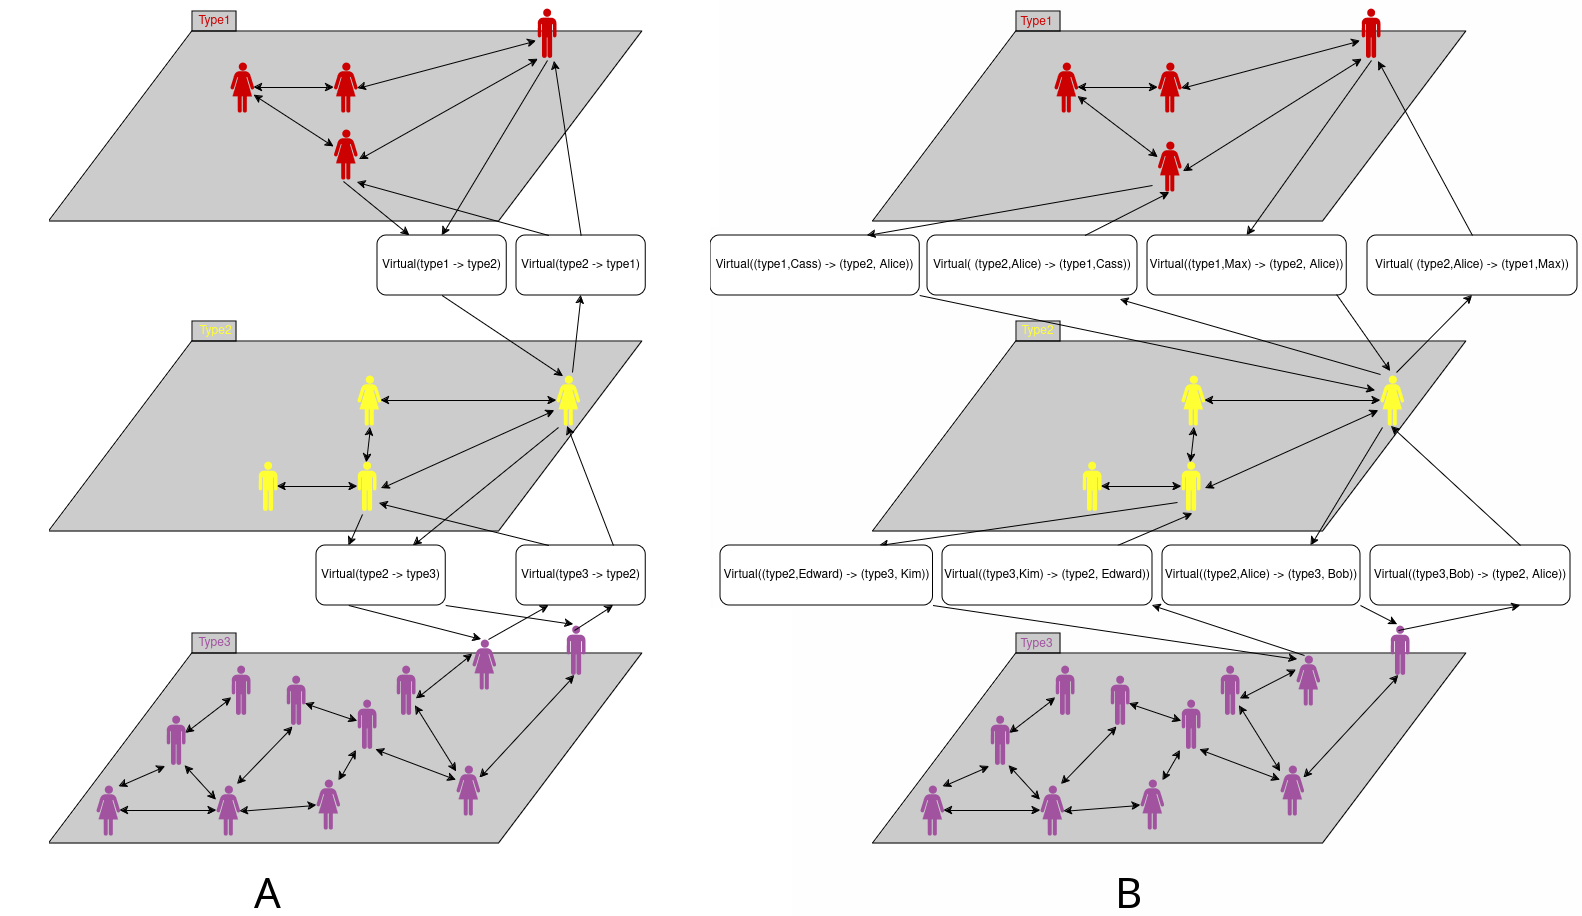 Type1
Type1
Virtual(type1 -> type2)
Virtual(type2 -> type1)
Virtual((type1,Cass) -> (type2, Alice))
Virtual( (type2,Alice) -> (type1,Cass))
Virtual((type1,Max) -> (type2, Alice))
Virtual( (type2,Alice) -> (type1,Max))
Type2
Type2
Virtual(type2 -> type3)
Virtual(type3 -> type2)
Virtual((type2,Edward) -> (type3, Kim))
Virtual((type3,Kim) -> (type2, Edward))
Virtual((type2,Alice) -> (type3, Bob))
Virtual((type3,Bob) -> (type2, Alice))
Type3
Type3
A
B